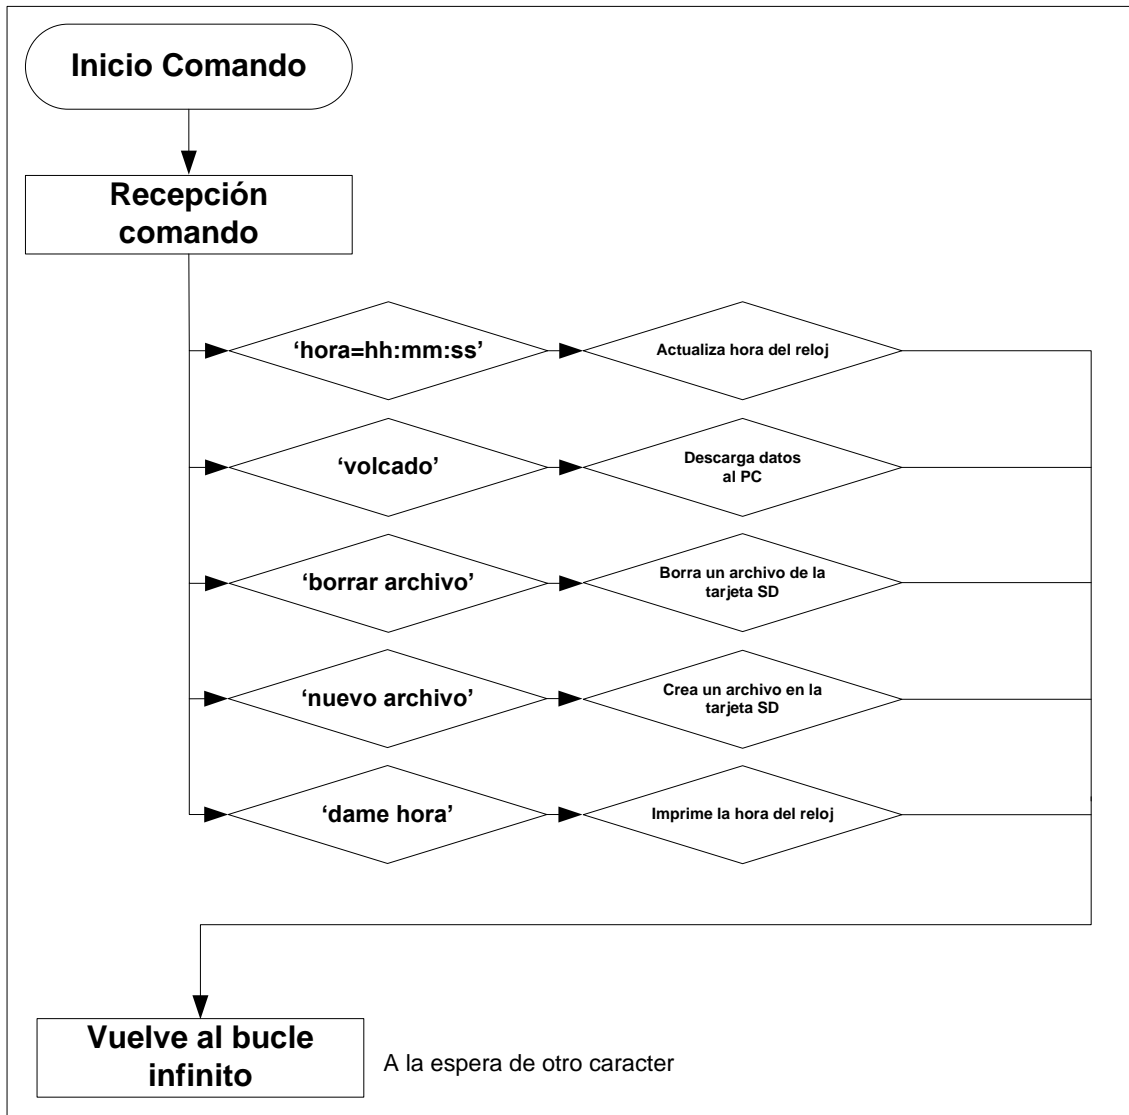 Inicio Comando
Recepción
comando
‘hora=hh:mm:ss’
Actualiza hora del reloj
‘volcado’
Descarga datos
al PC
‘borrar archivo’
Borra un archivo de la
tarjeta SD
‘nuevo archivo’
Crea un archivo en la
tarjeta SD
‘dame hora’
Imprime la hora del reloj
Vuelve al bucle
infinito
A la espera de otro caracter